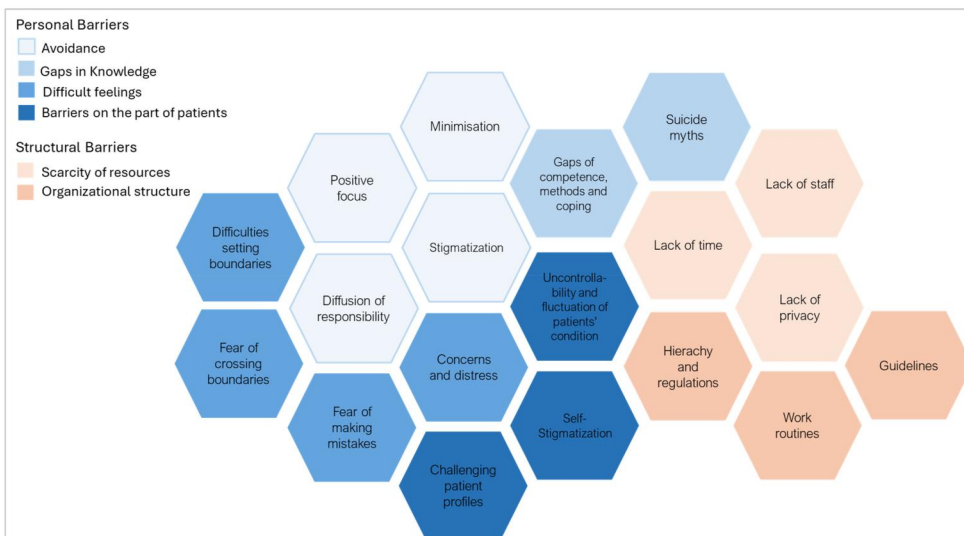 Personal Barriers
Avoidance
Gaps in Knowledge
Difficult feelings
Barriers on the part of patients
Structural Barriers
Scarcity of resources
Organizational structure
Minimisation
Suicide
myths
Positive
focus
Gaps of
competence,
methods and
coping
Lack of staff
Difficulties
setting
boundaries
Stigmatization
Lack of time
Diffusion of
responsibility
Uncontrolla-
bility and
fluctuation of
patients'
condition
Lack of
privacy
Fear of
crossing
boundaries
Concerns
and distress
Hierachy and
regulations
Guidelines
Fear of
making
mistakes
Self-
Stigmatization
Work
routines
Challenging
patient
profiles